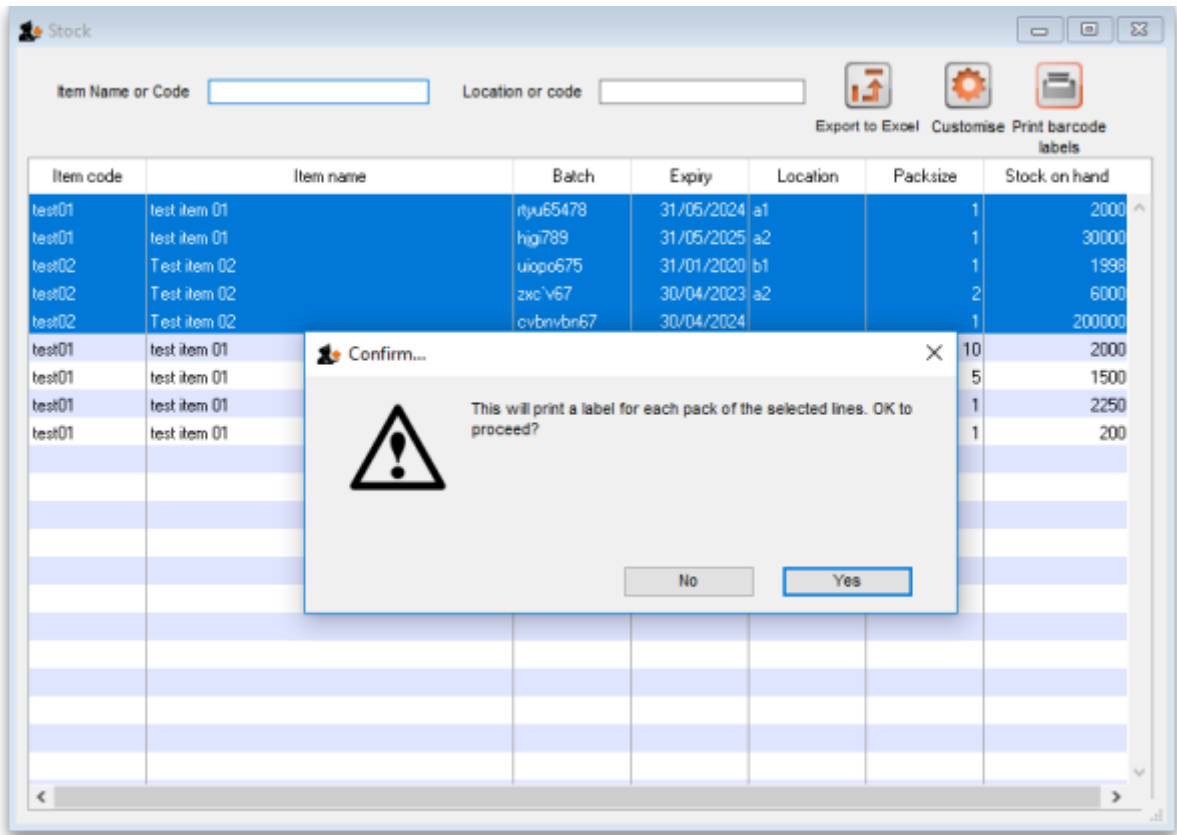 Stock
Item Name or Code
Location or code
Export to Excel Customise Print barcode
labels
Item code Item name Batch Expiry Location Packsize Stock on hand
test01 test item 01 rtyu65478 31/05/2024 a1 1 2000
test01 test item 01 hjgi789 31/05/2025 a2 1 30000
test02 Test item 02 uiopo675 31/01/2020 b1 1 1998
test02 Test item 02 zxc`v67 30/04/2023 a2 2 6000
test02 Test item 02 cvbnvbn67 30/04/2024 1 200000
test01 test item 01 10 2000
test01 test item 01 5 1500
test01 test item 01 1 2250
test01 test item 01 1 200
Confirm...
This will print a label for each pack of the selected lines. OK to
proceed?
No Yes